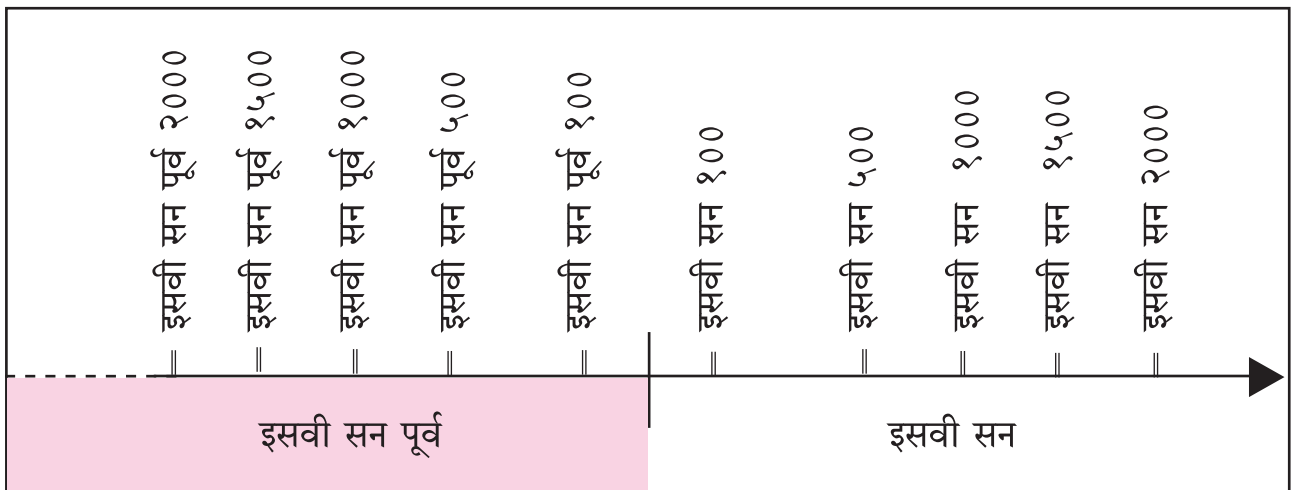 इसवी सन पूर्व २०००
इसवी सन पूर्व १५००
इसवी सन पूर्व १०००
इसवी सन पूर्व ५००
इसवी सन पूर्व १००
इसवी सन १००
इसवी सन ५००
इसवी सन १०००
इसवी सन १५००
इसवी सन २०००
इसवी सन पूर्व
इसवी सन